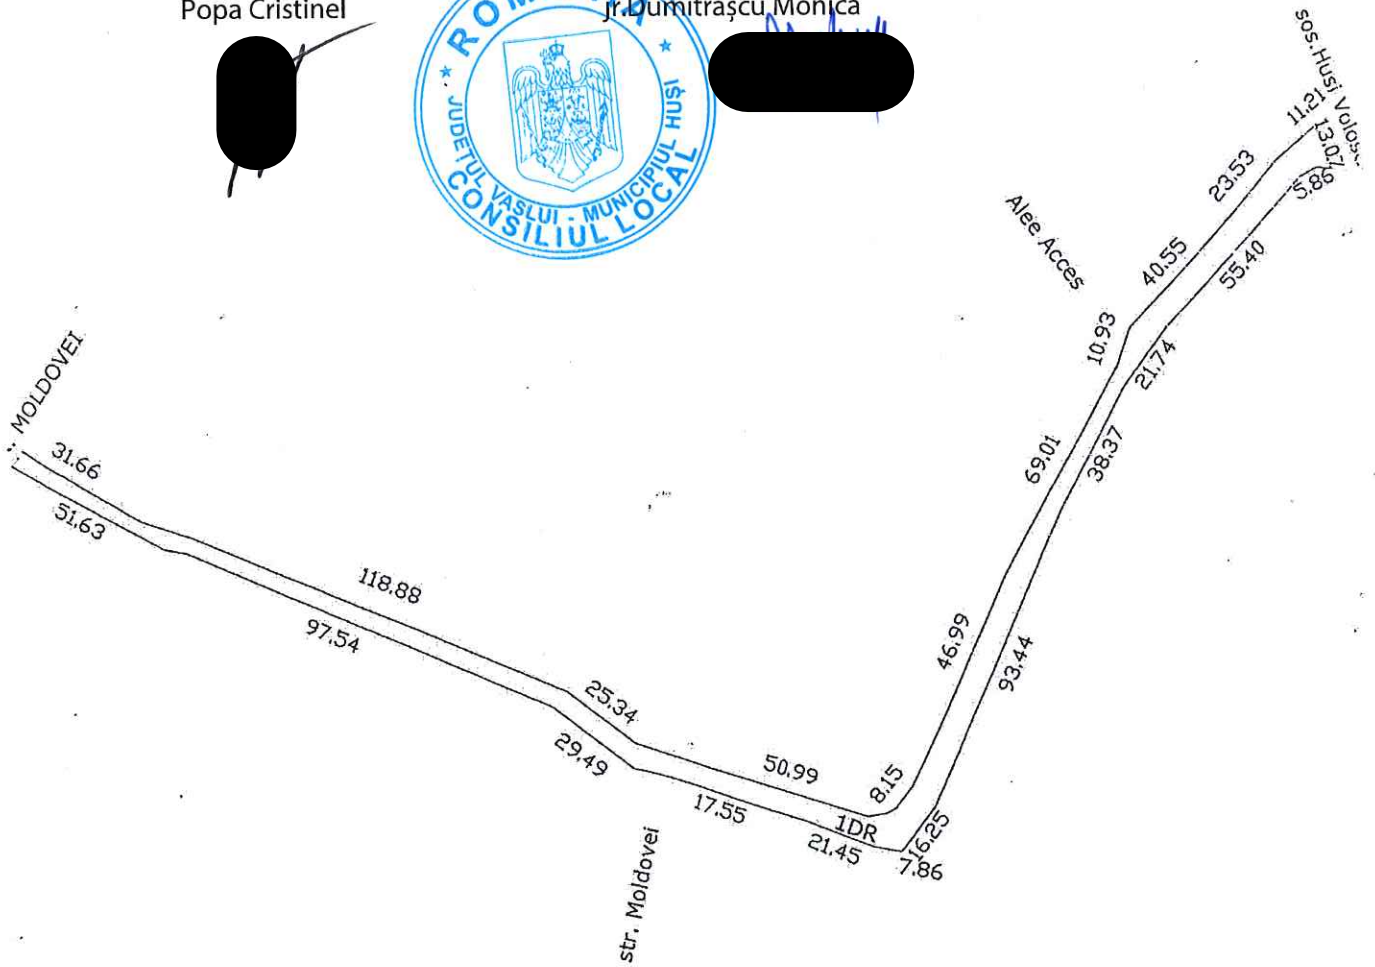 Popa Cristinel
jr.Dumitrașcu Monica
ROMÂNIA
JUDEȚUL VASLUI - MUNICIPIUL HUȘI
CONSILIUL LOCAL
sos.Husi
11.21
13.07
5.86
23.53
Alee Acces
40.55
55.40
10.93
21.74
MOLDOVEI
69.01
38.37
31.66
51.63
118.88
97.54
46.99
93.44
25.34
29.49
50.99
8.15
17.55
1DR
16.25
21.45
7.86
str. Moldovei